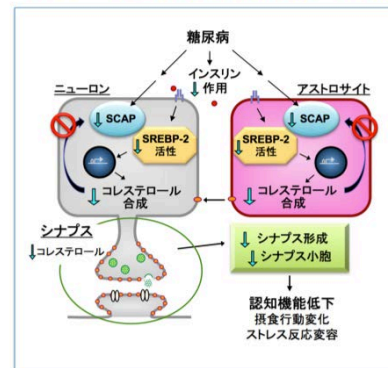 糖尿病
インスリン
作用
ニューロン
アストロサイト
SCAP
SCAP
SREBP-2
活性
SREBP-2
活性
コレステロール
合成
コレステロール
合成
シナプス
コレステロール
シナプス形成
シナプス小胞
認知機能低下
摂食行動変化
ストレス反応変容